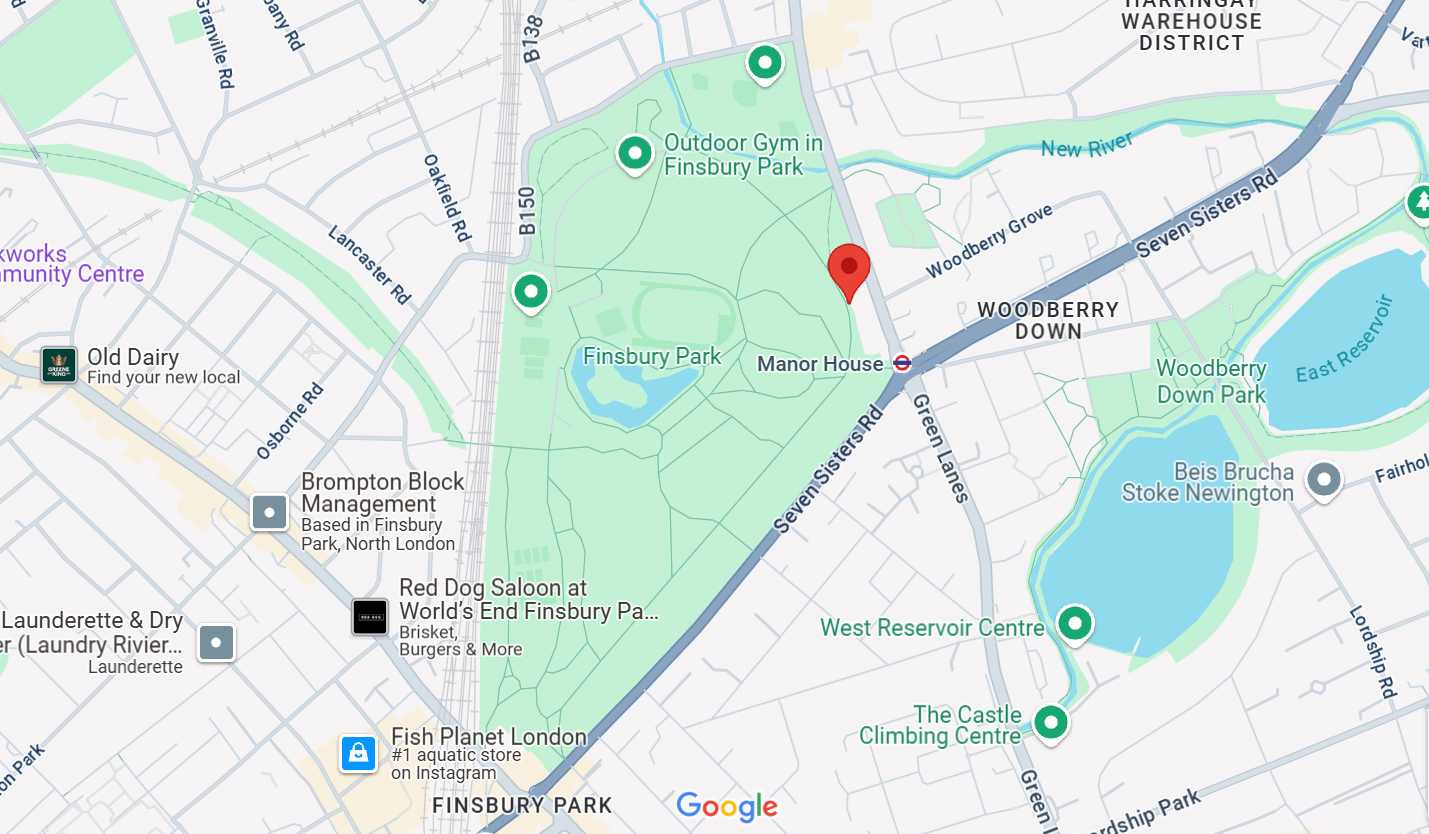 HARRINGAY
WAREHOUSE
DISTRICT
Granville Rd
B138
Outdoor Gym in
Finsbury Park
New River
Oakfield Rd
B150
Lancaster Rd
Woodberry Grove
Seven Sisters Rd
mmunity Centre
WOODBERRY
DOWN
East Reservoir
Old Dairy
Find your new local
GREENE
KING
Finsbury Park
Manor House
Woodberry
Down Park
Osborne Rd
Green Lanes
Seven Sisters Rd
Brompton Block
Management
Based in Finsbury
Park, North London
Beis Brucha
Stoke Newington
Fairhol
Red Dog Saloon at
World's End Finsbury Pa...
Brisket,
Burgers & More
Launderette & Dry
er (Laundry Rivier...
Launderette
West Reservoir Centre
Lordship Rd
The Castle
Climbing Centre
Fish Planet London
#1 aquatic store
on Instagram
on Park
FINSBURY PARK
Google
Green
ordship Park